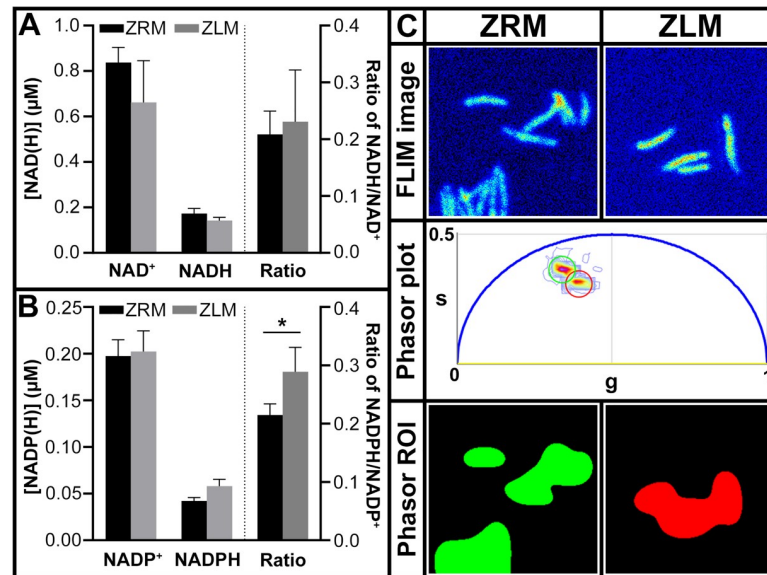 A
ZRM ZLM
[NAD(H)] (μM)
1.0
0.8
0.6
0.4
0.2
0.0
NAD⁺ NADH Ratio
0.4
0.3
0.2
0.1
0.0
Ratio of NADH/NAD⁺
B
ZRM ZLM
*
[NADP(H)] (μM)
0.25
0.20
0.15
0.10
0.05
0.00
NADP⁺ NADPH Ratio
0.4
0.3
0.2
0.1
0.0
Ratio of NADPH/NADP⁺
C ZRM ZLM
FLIM image
Phasor plot
0.5
s
0 g 1
Phasor ROI